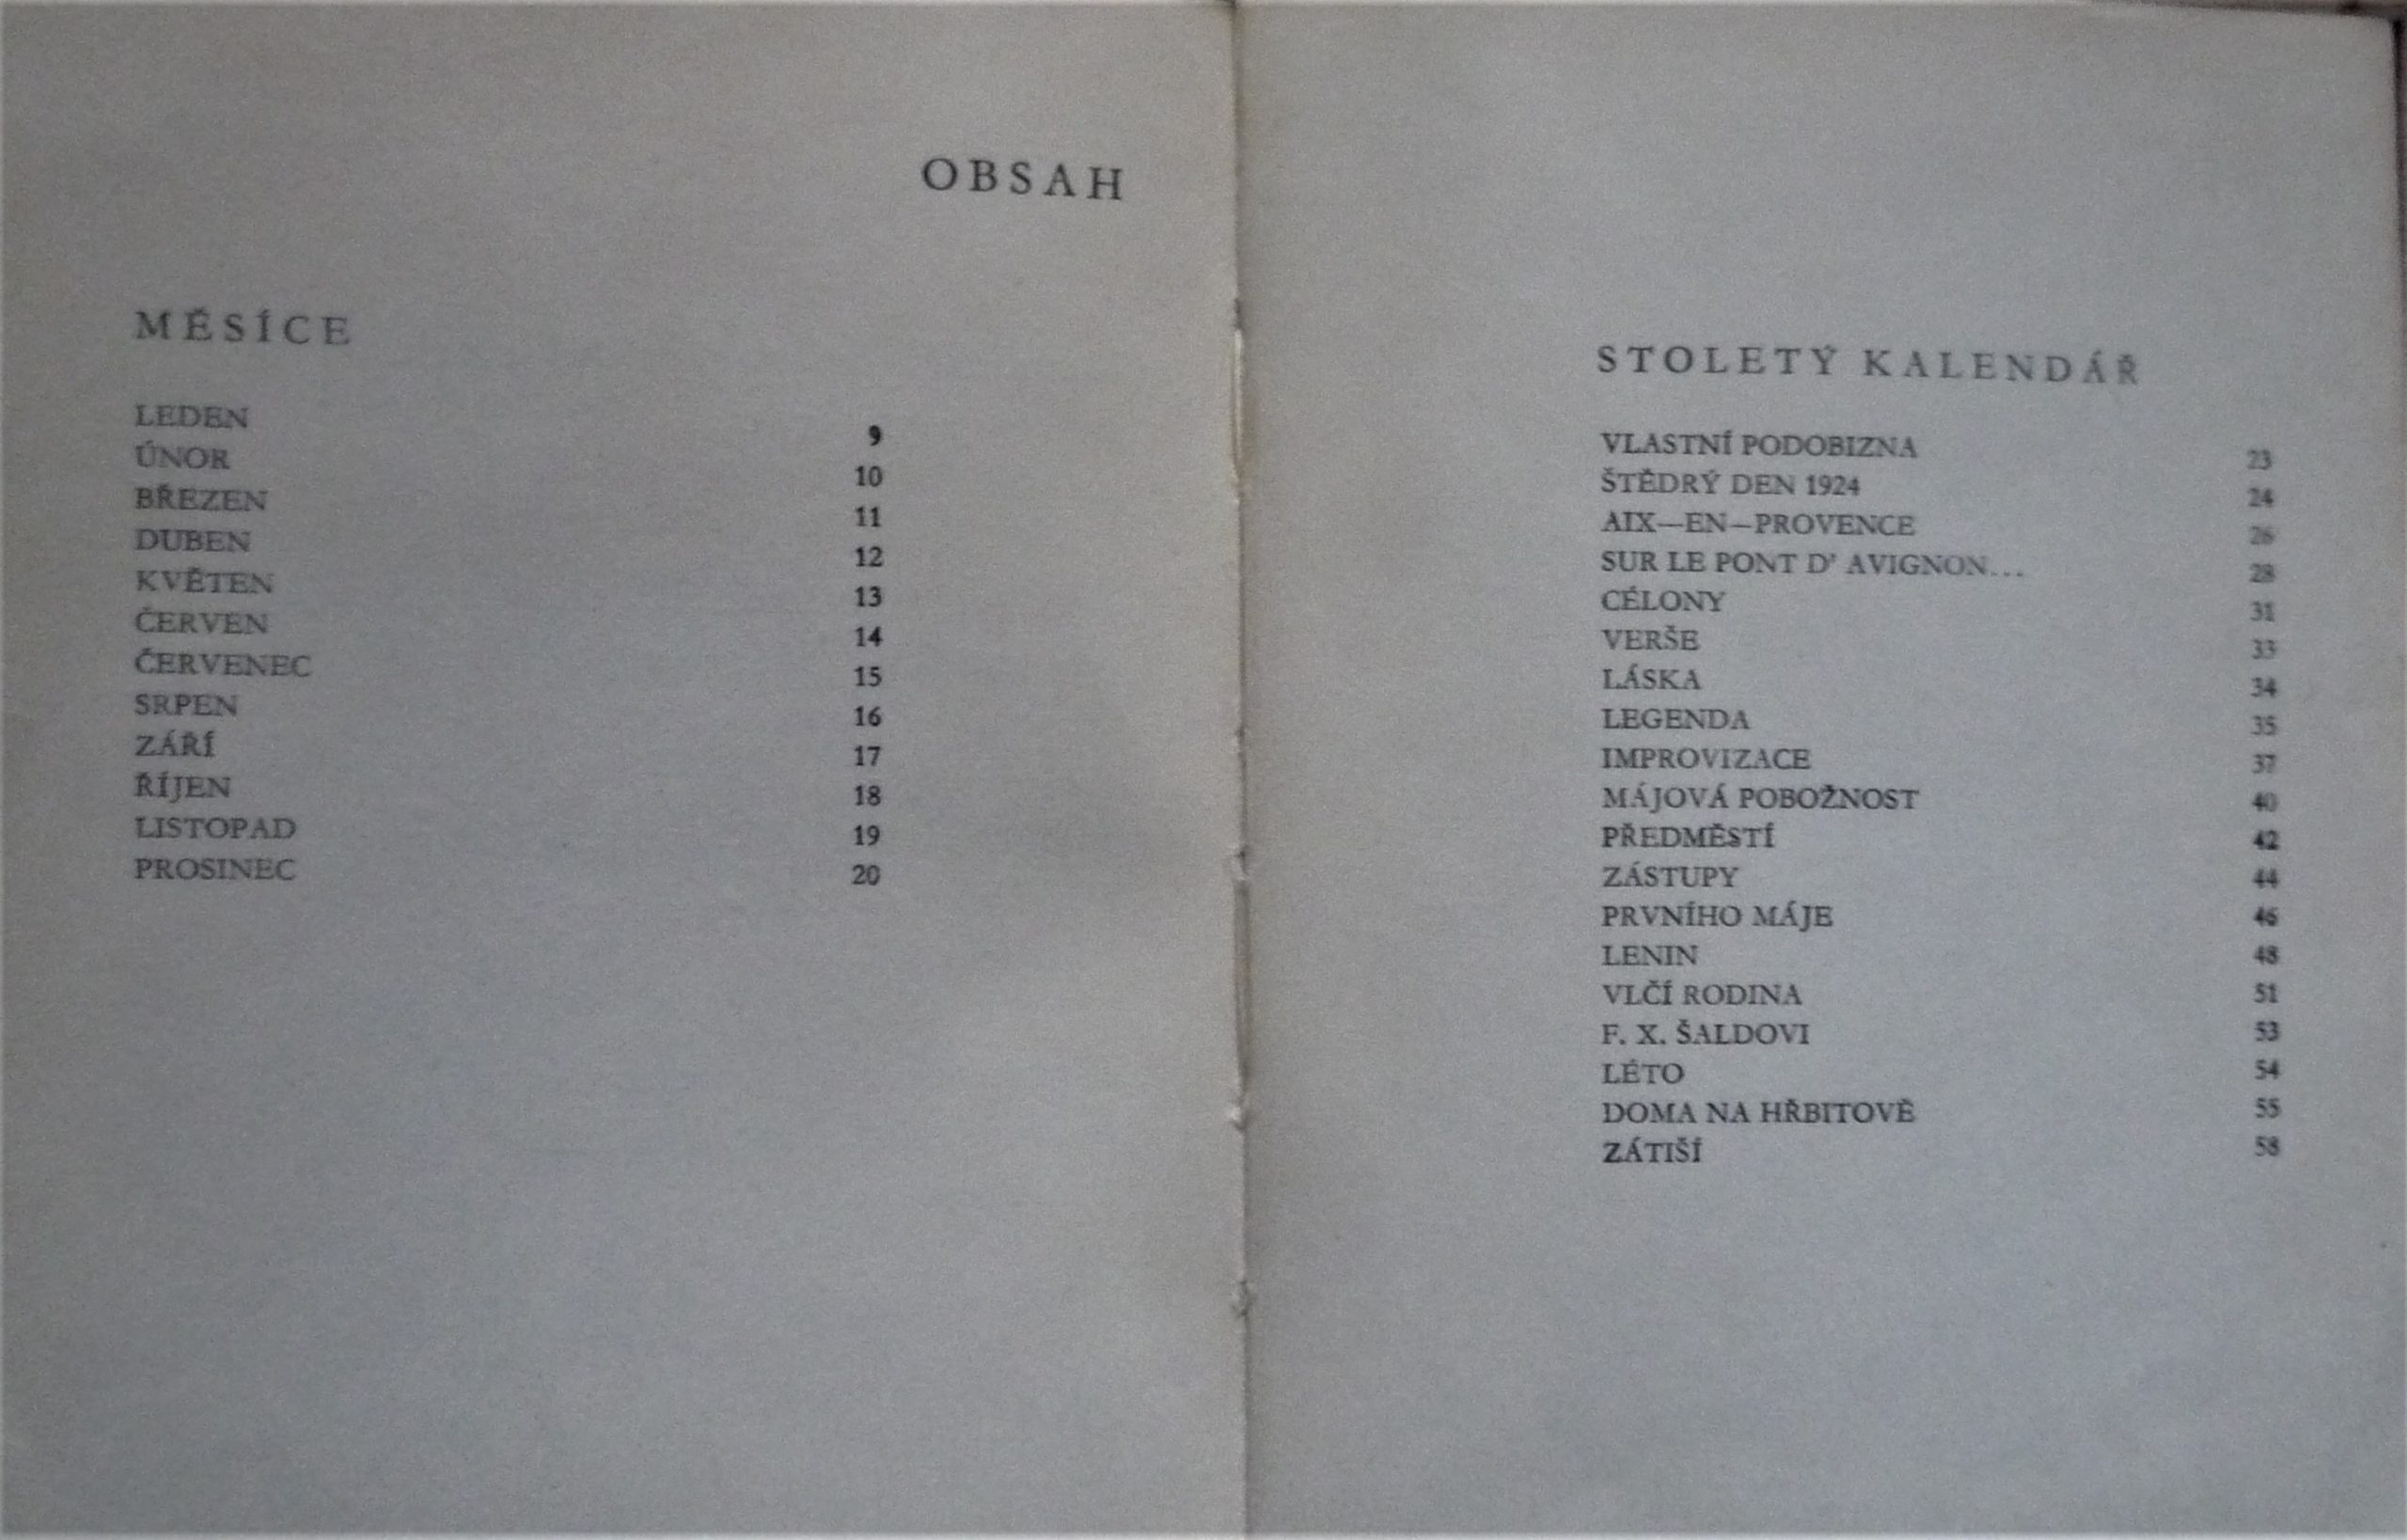 OBSAH
MĚSÍCE
LEDEN 9
ÚNOR 10
BŘEZEN 11
DUBEN 12
KVĚTEN 13
ČERVEN 14
ČERVENEC 15
SRPEN 16
ZÁŘÍ 17
ŘÍJEN 18
LISTOPAD 19
PROSINEC 20
STOLETÝ KALENDÁŘ
VLASTNÍ PODOBIZNA 23
ŠTĚDRÝ DEN 1924 24
AIX—EN—PROVENCE 26
SUR LE PONT D' AVIGNON... 28
CÉLONY 31
VERŠE 33
LÁSKA 34
LEGENDA 35
IMPROVIZACE 37
MÁJOVÁ POBOŽNOST 40
PŘEDMĚSTÍ 42
ZÁSTUPY 44
PRVNÍHO MÁJE 46
LENIN 48
VLČÍ RODINA 51
F. X. ŠALDOVI 53
LÉTO 54
DOMA NA HŘBITOVĚ 55
ZÁTIŠÍ 58